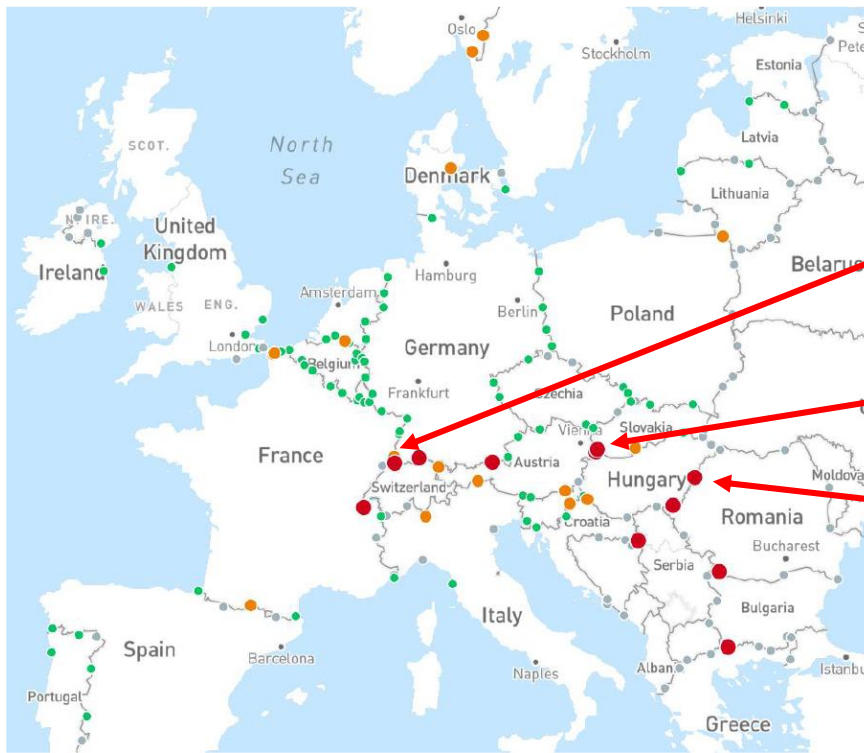 Oslo
Helsinki
Stockholm
Estonia
SCOT.
North
Sea
Latvia
Denmark
Lithuania
N. IRE.
United
Kingdom
Ireland
Hamburg
Belarus
Amsterdam
WALES
ENG.
Berlin
Poland
London
Germany
Belgium
Frankfurt
Czechia
Slovakia
Vienna
France
Austria
Switzerland
Hungary
Moldova
Croatia
Romania
Bucharest
Serbia
Italy
Bulgaria
Spain
Barcelona
Naples
Alban
Istanbu
Portugal
Greece